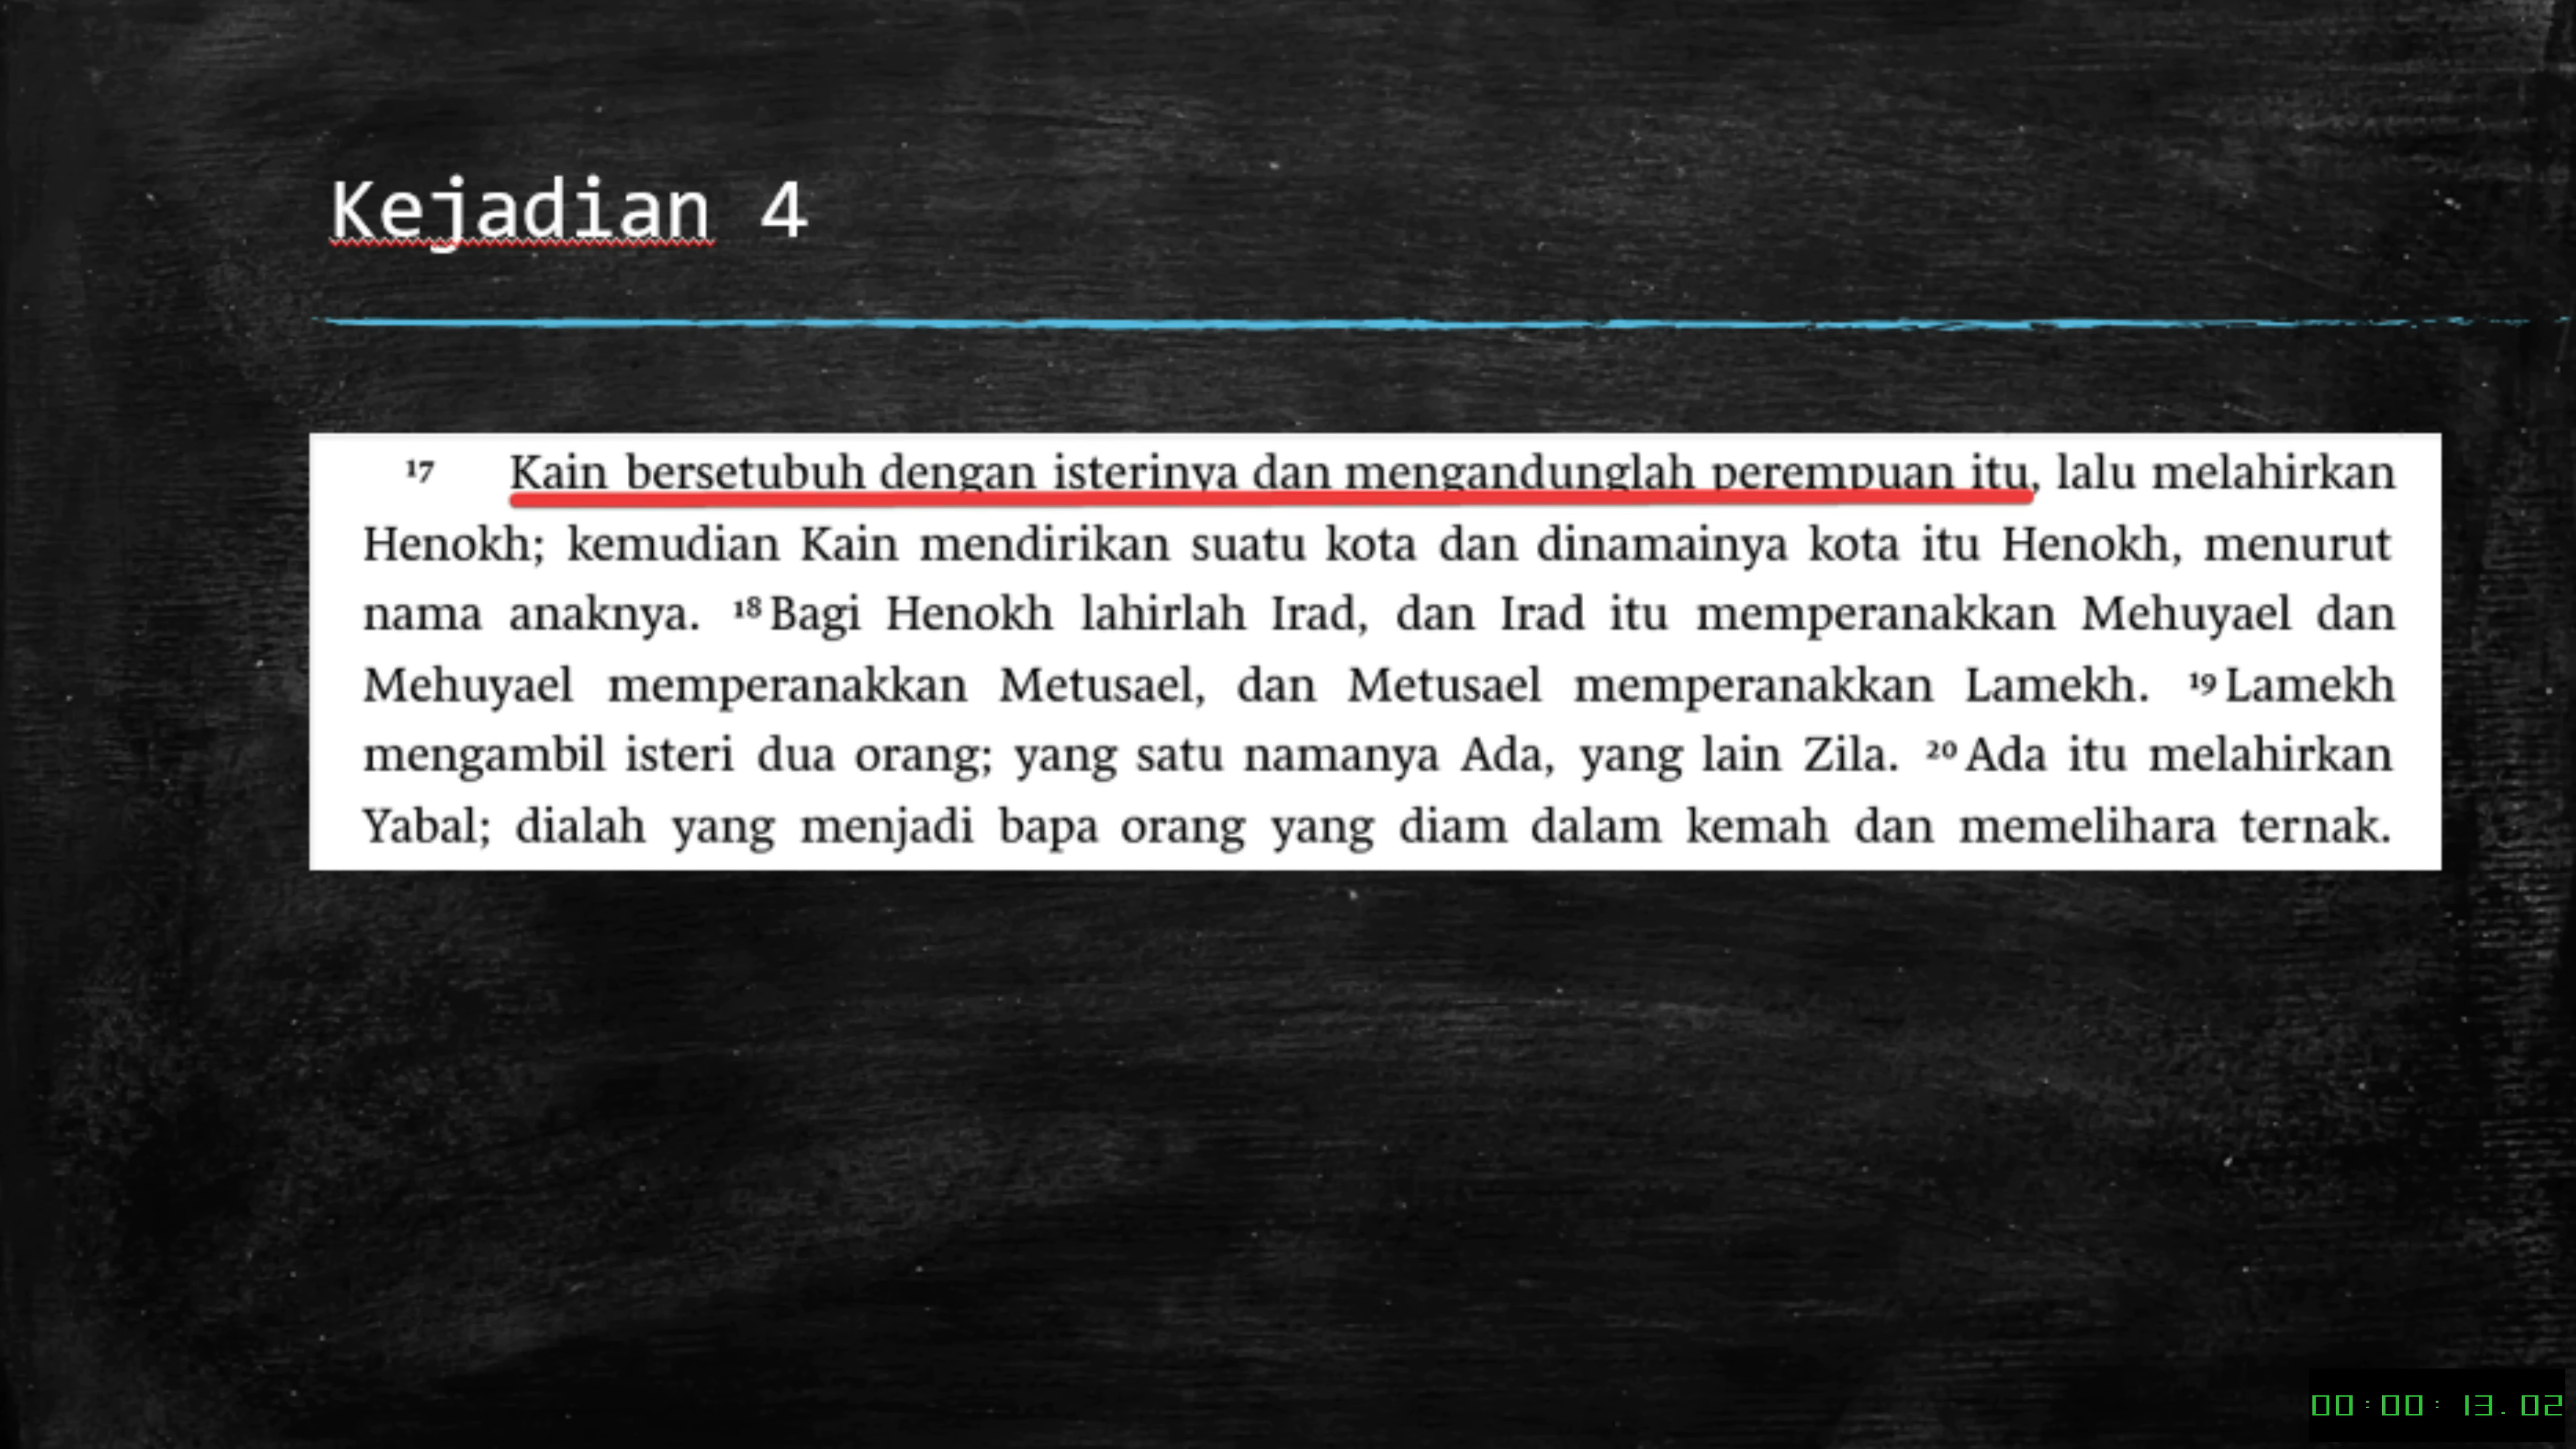 Kejadian 4
17 Kain bersetubuh dengan isterinya dan mengandunglah perempuan itu, lalu melahirkan
Henokh; kemudian Kain mendirikan suatu kota dan dinamainya kota itu Henokh, menurut
nama anaknya. 18 Bagi Henokh lahirlah Irad, dan Irad itu memperanakkan Mehuyael dan
Mehuyael memperanakkan Metusael, dan Metusael memperanakkan Lamekh. 19 Lamekh
mengambil isteri dua orang; yang satu namanya Ada, yang lain Zila. 20 Ada itu melahirkan
Yabal; dialah yang menjadi bapa orang yang diam dalam kemah dan memelihara ternak.
00:00:13.02